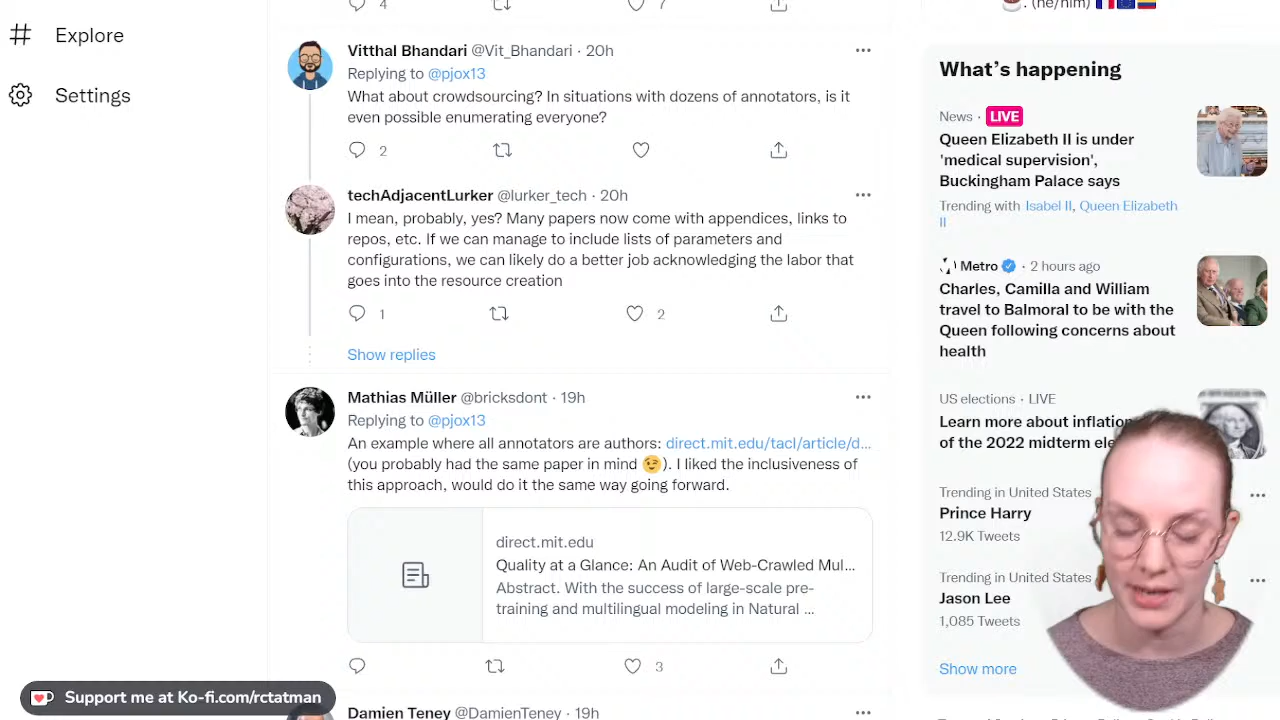 4
7
. (he/him)
# Explore
Settings
Vitthal Bhandari @Vit_Bhandari · 20h
Replying to @pjox13
What about crowdsourcing? In situations with dozens of annotators, is it
even possible enumerating everyone?
2
techAdjacentLurker @lurker_tech · 20h
I mean, probably, yes? Many papers now come with appendices, links to
repos, etc. If we can manage to include lists of parameters and
configurations, we can likely do a better job acknowledging the labor that
goes into the resource creation
1
2
Show replies
Mathias Müller @bricksdont · 19h
Replying to @pjox13
An example where all annotators are authors: direct.mit.edu/tacl/article/d…
(you probably had the same paper in mind 😉). I liked the inclusiveness of
this approach, would do it the same way going forward.
direct.mit.edu
Quality at a Glance: An Audit of Web-Crawled Mul...
Abstract. With the success of large-scale pre-
training and multilingual modeling in Natural ...
3
Damien Teney @DamienTeney · 19h
What's happening
News · LIVE
Queen Elizabeth II is under
'medical supervision',
Buckingham Palace says
Trending with Isabel II, Queen Elizabeth
II
Metro · 2 hours ago
Charles, Camilla and William
travel to Balmoral to be with the
Queen following concerns about
health
US elections · LIVE
Learn more about inflation
of the 2022 midterm
Trending in United States
Prince Harry
12.9K Tweets
Trending in United States
Jason Lee
1,085 Tweets
Show more
Support me at Ko-fi.com/rctatman